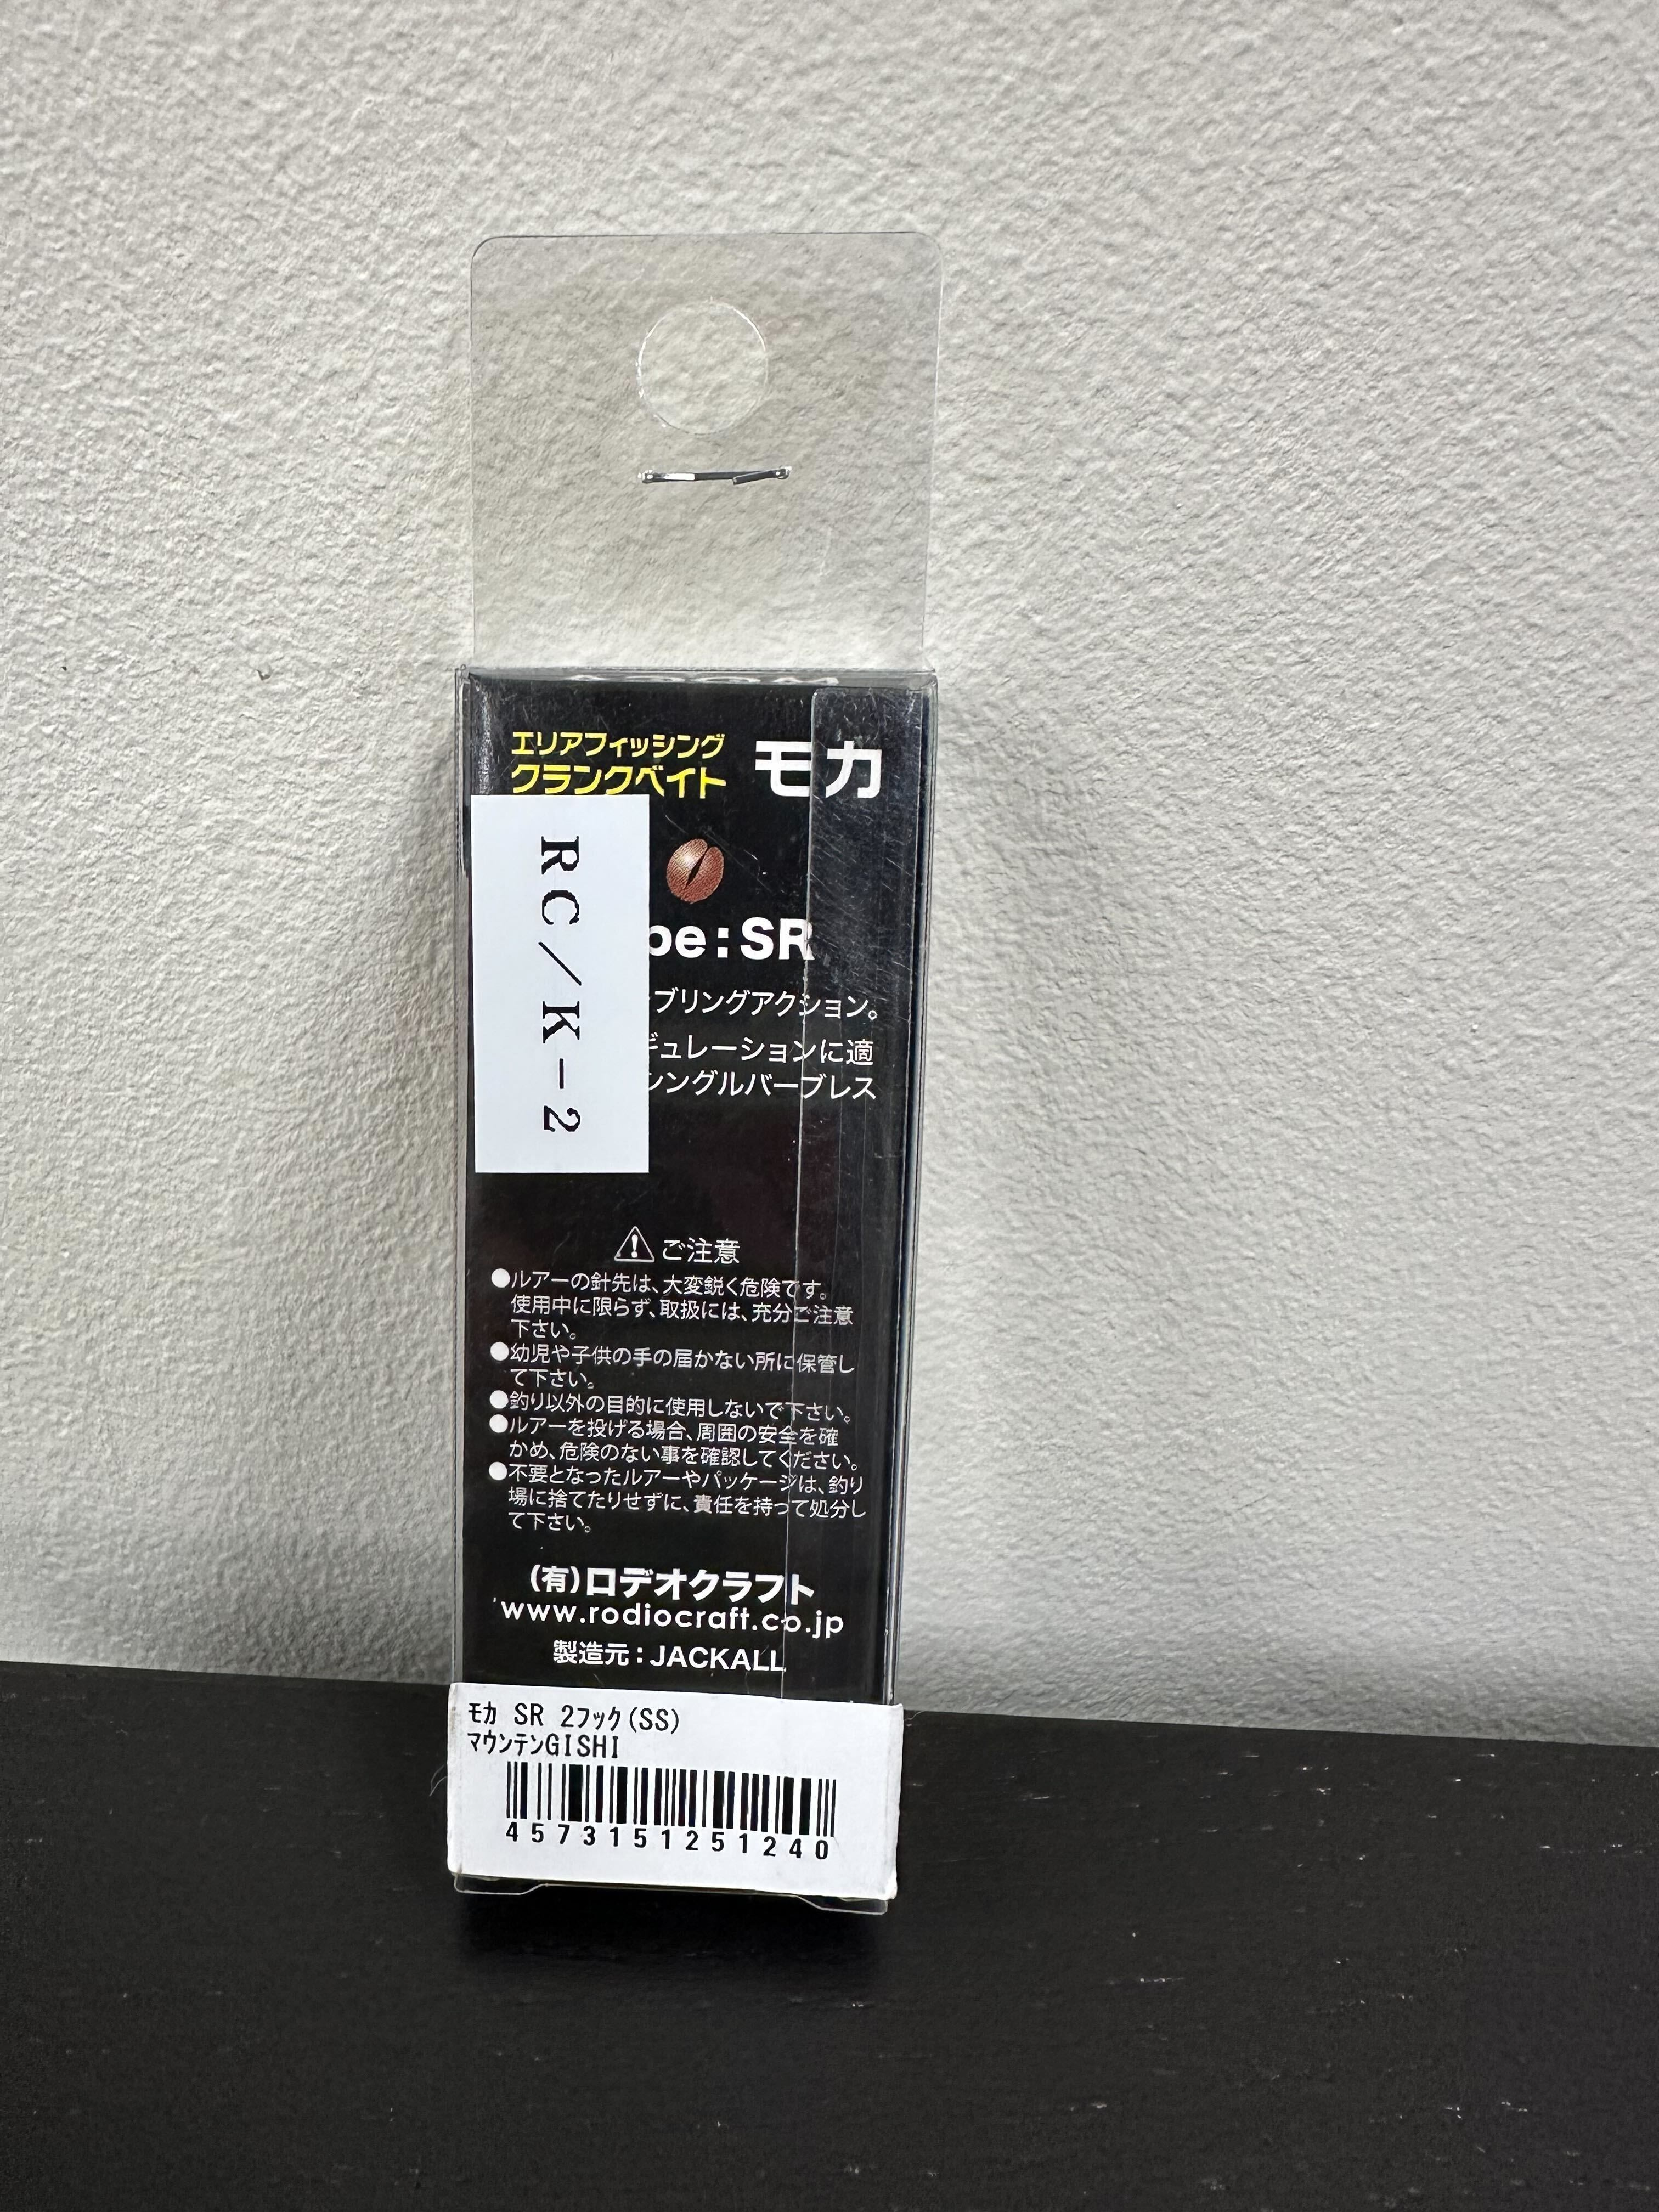 エリアフィッシング
クランクベイト
モカ
RC/K-2
pe:SR
ブリングアクション。
ギュレーションに適
シングルバーブレス
ご注意
●ルアーの針先は、大変鋭く危険です。
使用中に限らず、取扱には、充分ご注意
下さい。
●幼児や子供の手の届かない所に保管し
て下さい。
●釣り以外の目的に使用しないで下さい。
●ルアーを投げる場合、周囲の安全を確
かめ、危険のない事を確認してください。
●不要となったルアーやパッケージは、釣り
場に捨てたりせずに、責任を持って処分し
て下さい。
(有)ロデオクラフト
www.rodiocraft.co.jp
製造元:JACKALL
モカ SR 2フック(SS)
マウンテンGISHI
4573151251240